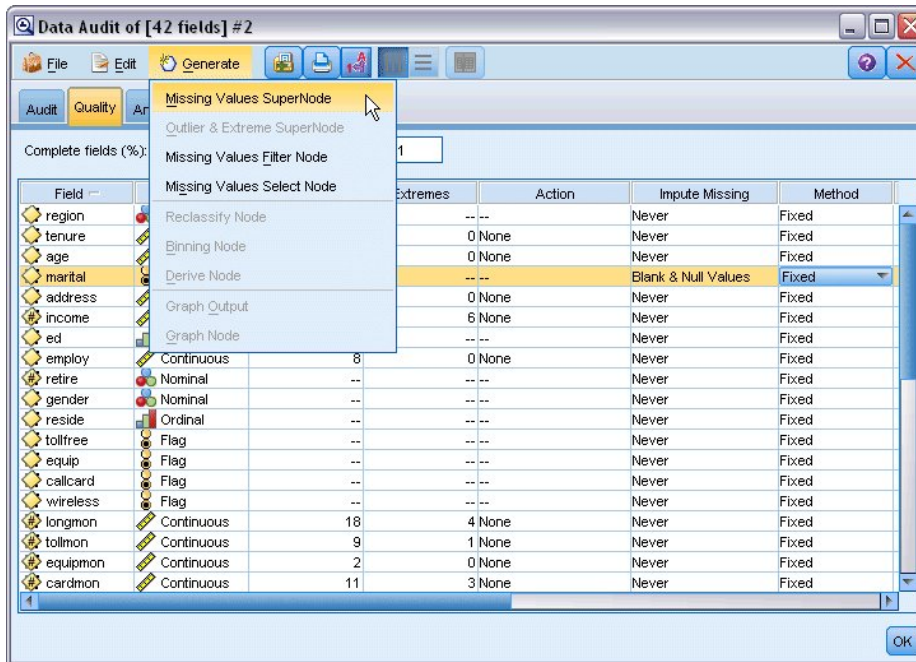 Data Audit of [42 fields] #2
File Edit Generate
Audit Quality An
Missing Values SuperNode
Outlier & Extreme SuperNode
Missing Values Filter Node
Missing Values Select Node
Reclassify Node
Binning Node
Derive Node
Graph Output
Graph Node
Complete fields (%): 1
Field Extremes Action Impute Missing Method
region -- -- Never Fixed
tenure 0 None Never Fixed
age 0 None Never Fixed
marital -- -- Blank & Null Values Fixed
address 0 None Never Fixed
income 6 None Never Fixed
ed -- -- Never Fixed
employ Continuous 8 0 None Never Fixed
retire Nominal -- -- -- Never Fixed
gender Nominal -- -- -- Never Fixed
reside Ordinal -- -- -- Never Fixed
tollfree Flag -- -- -- Never Fixed
equip Flag -- -- -- Never Fixed
callcard Flag -- -- -- Never Fixed
wireless Flag -- -- -- Never Fixed
longmon Continuous 18 4 None Never Fixed
tollmon Continuous 9 1 None Never Fixed
equipmon Continuous 2 0 None Never Fixed
cardmon Continuous 11 3 None Never Fixed
OK